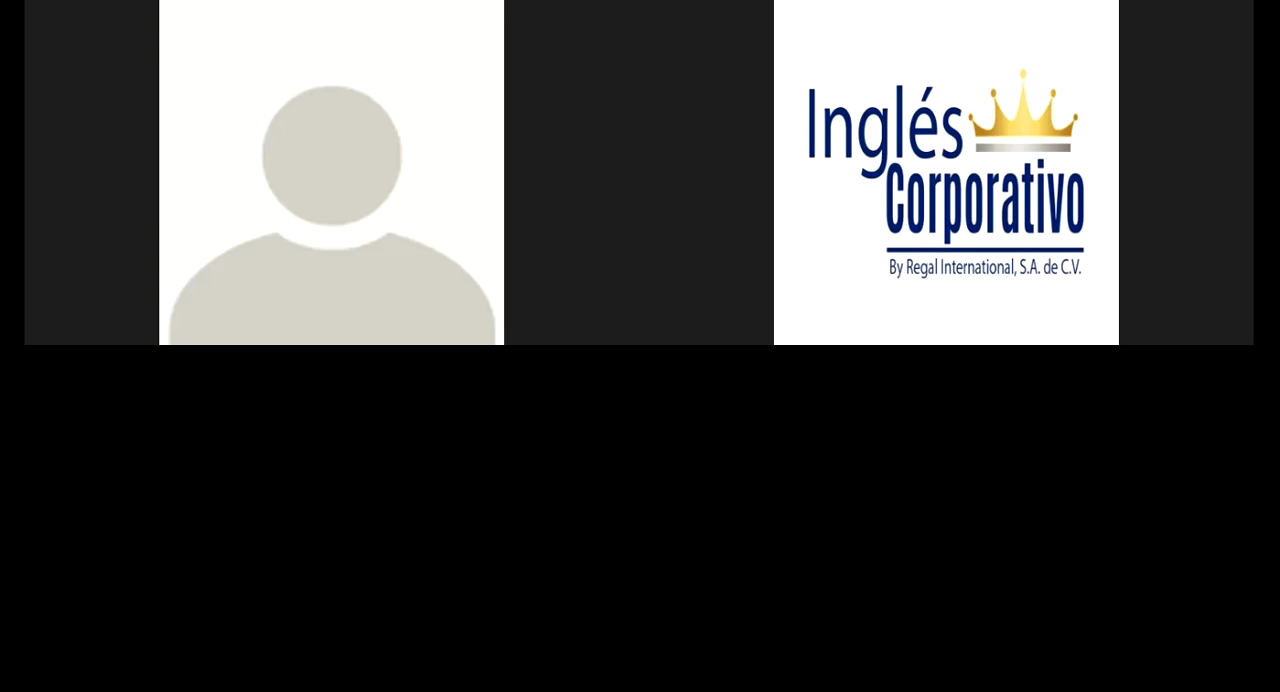 Inglés
Corporativo
By Regal International, S.A. de C.V.